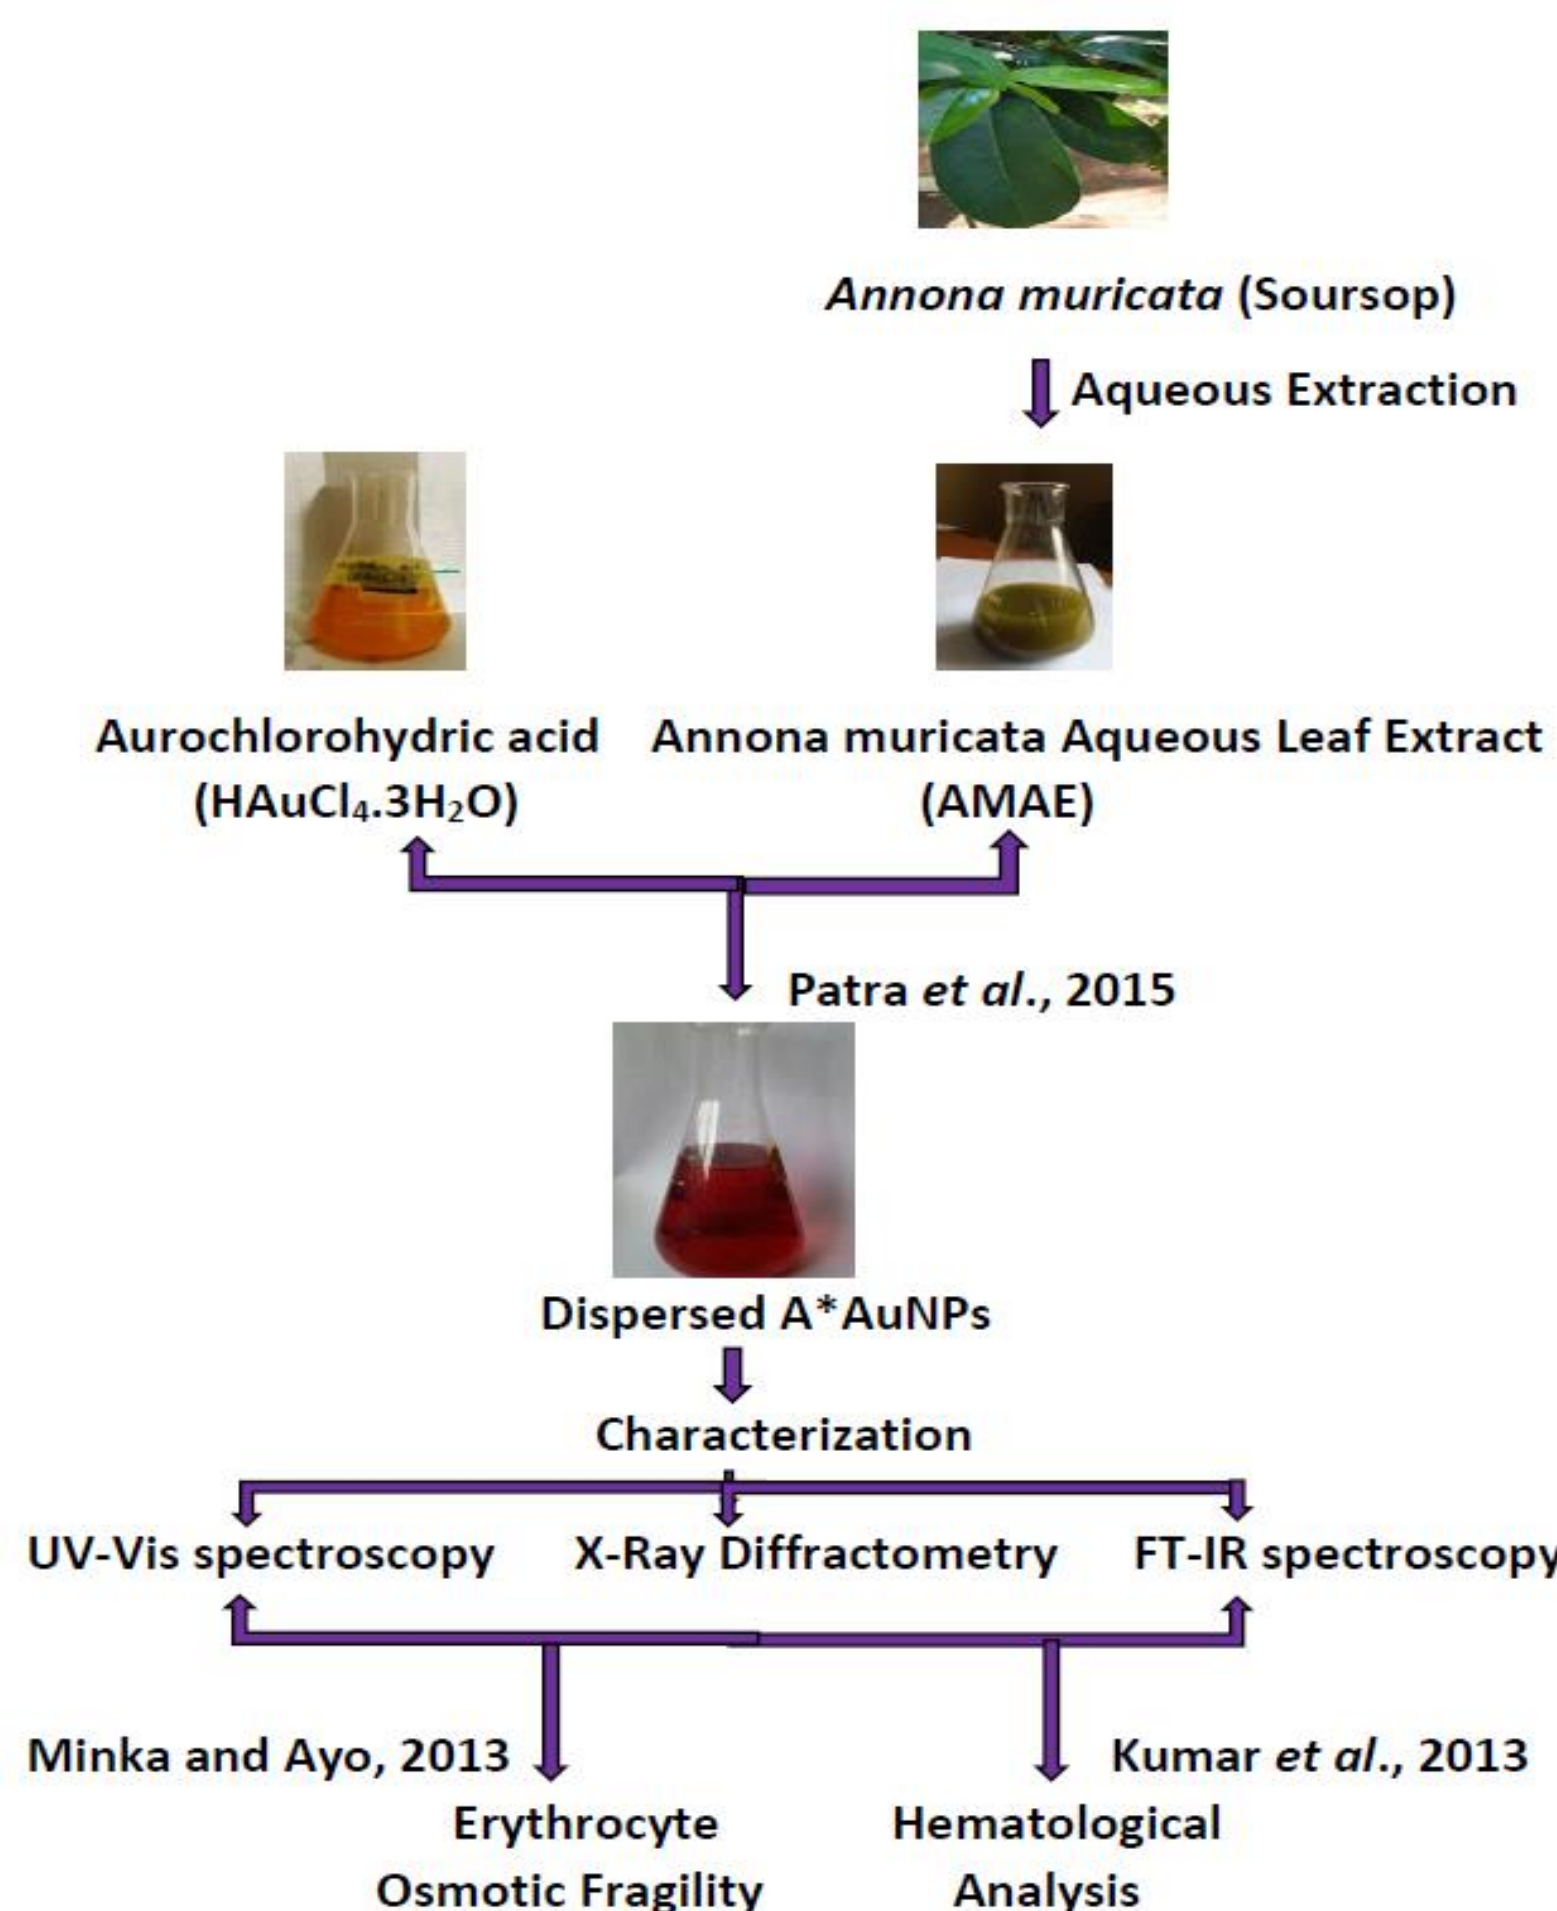 Annona muricata (Soursop)
Aqueous Extraction
Aurochlorohydric acid
(HAuCl₄.3H₂O)
Annona muricata Aqueous Leaf Extract
(AMAE)
Patra et al., 2015
Dispersed A*AuNPs
Characterization
UV-Vis spectroscopy
X-Ray Diffractometry
FT-IR spectroscopy
Minka and Ayo, 2013
Kumar et al., 2013
Erythrocyte
Osmotic Fragility
Hematological
Analysis